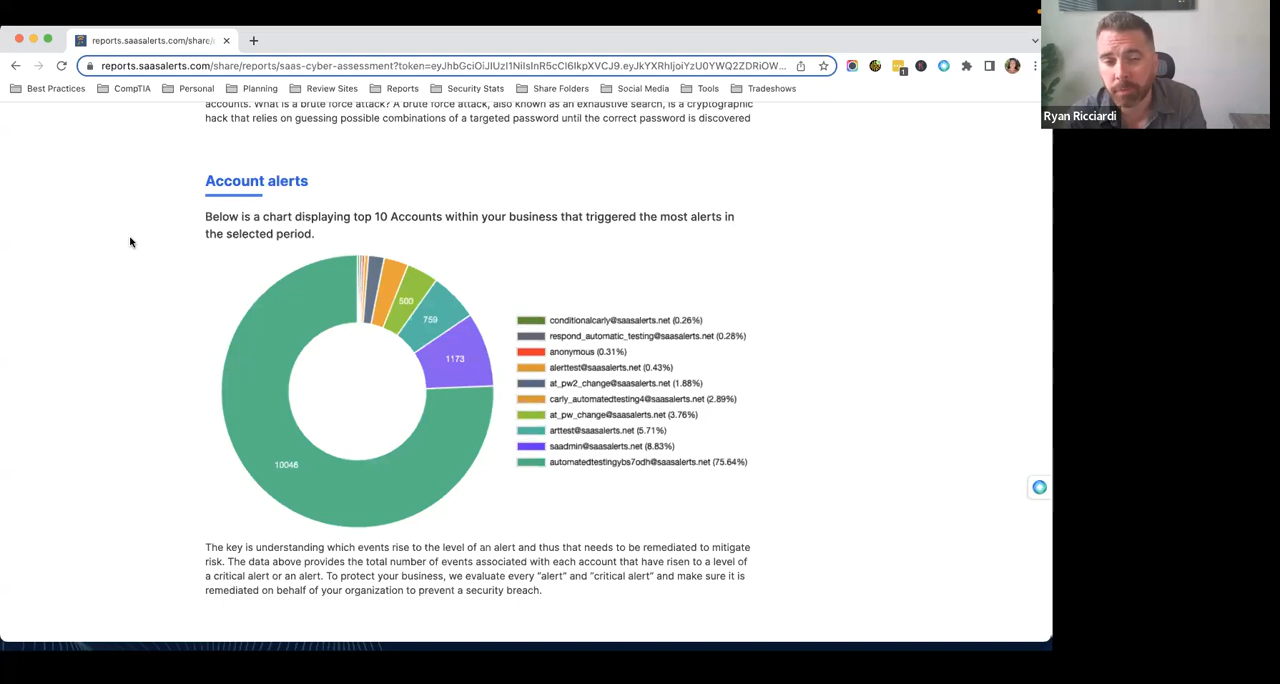 reports.saasalerts.com/share/
reports.saasalerts.com/share/reports/saas-cyber-assessment?token=eyJhbGciOiJIUzI1NiIsInR5cCI6IkpXVCJ9.eyJkYXRhIjoiYzU0YWQ2ZDRiOW...
1
Best Practices
CompTIA
Personal
Planning
Review Sites
Reports
Security Stats
Share Folders
Social Media
Tools
Tradeshows
accounts. What is a brute force attack? A brute force attack, also known as an exhaustive search, is a cryptographic
hack that relies on guessing possible combinations of a targeted password until the correct password is discovered
Ryan Ricciardi
Account alerts
Below is a chart displaying top 10 Accounts within your business that triggered the most alerts in
the selected period.
500
759
1173
10046
conditionalcarly@saasalerts.net (0.26%)
respond_automatic_testing@saasalerts.net (0.28%)
anonymous (0.31%)
alerttest@saasalerts.net (0.43%)
at_pw2_change@saasalerts.net (1.88%)
carly_automatedtesting4@saasalerts.net (2.89%)
at_pw_change@saasalerts.net (3.76%)
arttest@saasalerts.net (5.71%)
saadmin@saasalerts.net (8.83%)
automatedtestingybs7odh@saasalerts.net (75.64%)
The key is understanding which events rise to the level of an alert and thus that needs to be remediated to mitigate
risk. The data above provides the total number of events associated with each account that have risen to a level of
a critical alert or an alert. To protect your business, we evaluate every “alert” and “critical alert” and make sure it is
remediated on behalf of your organization to prevent a security breach.